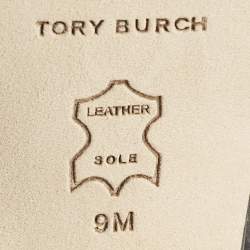 TORY BURCH
LEATHER
SOLE
9M